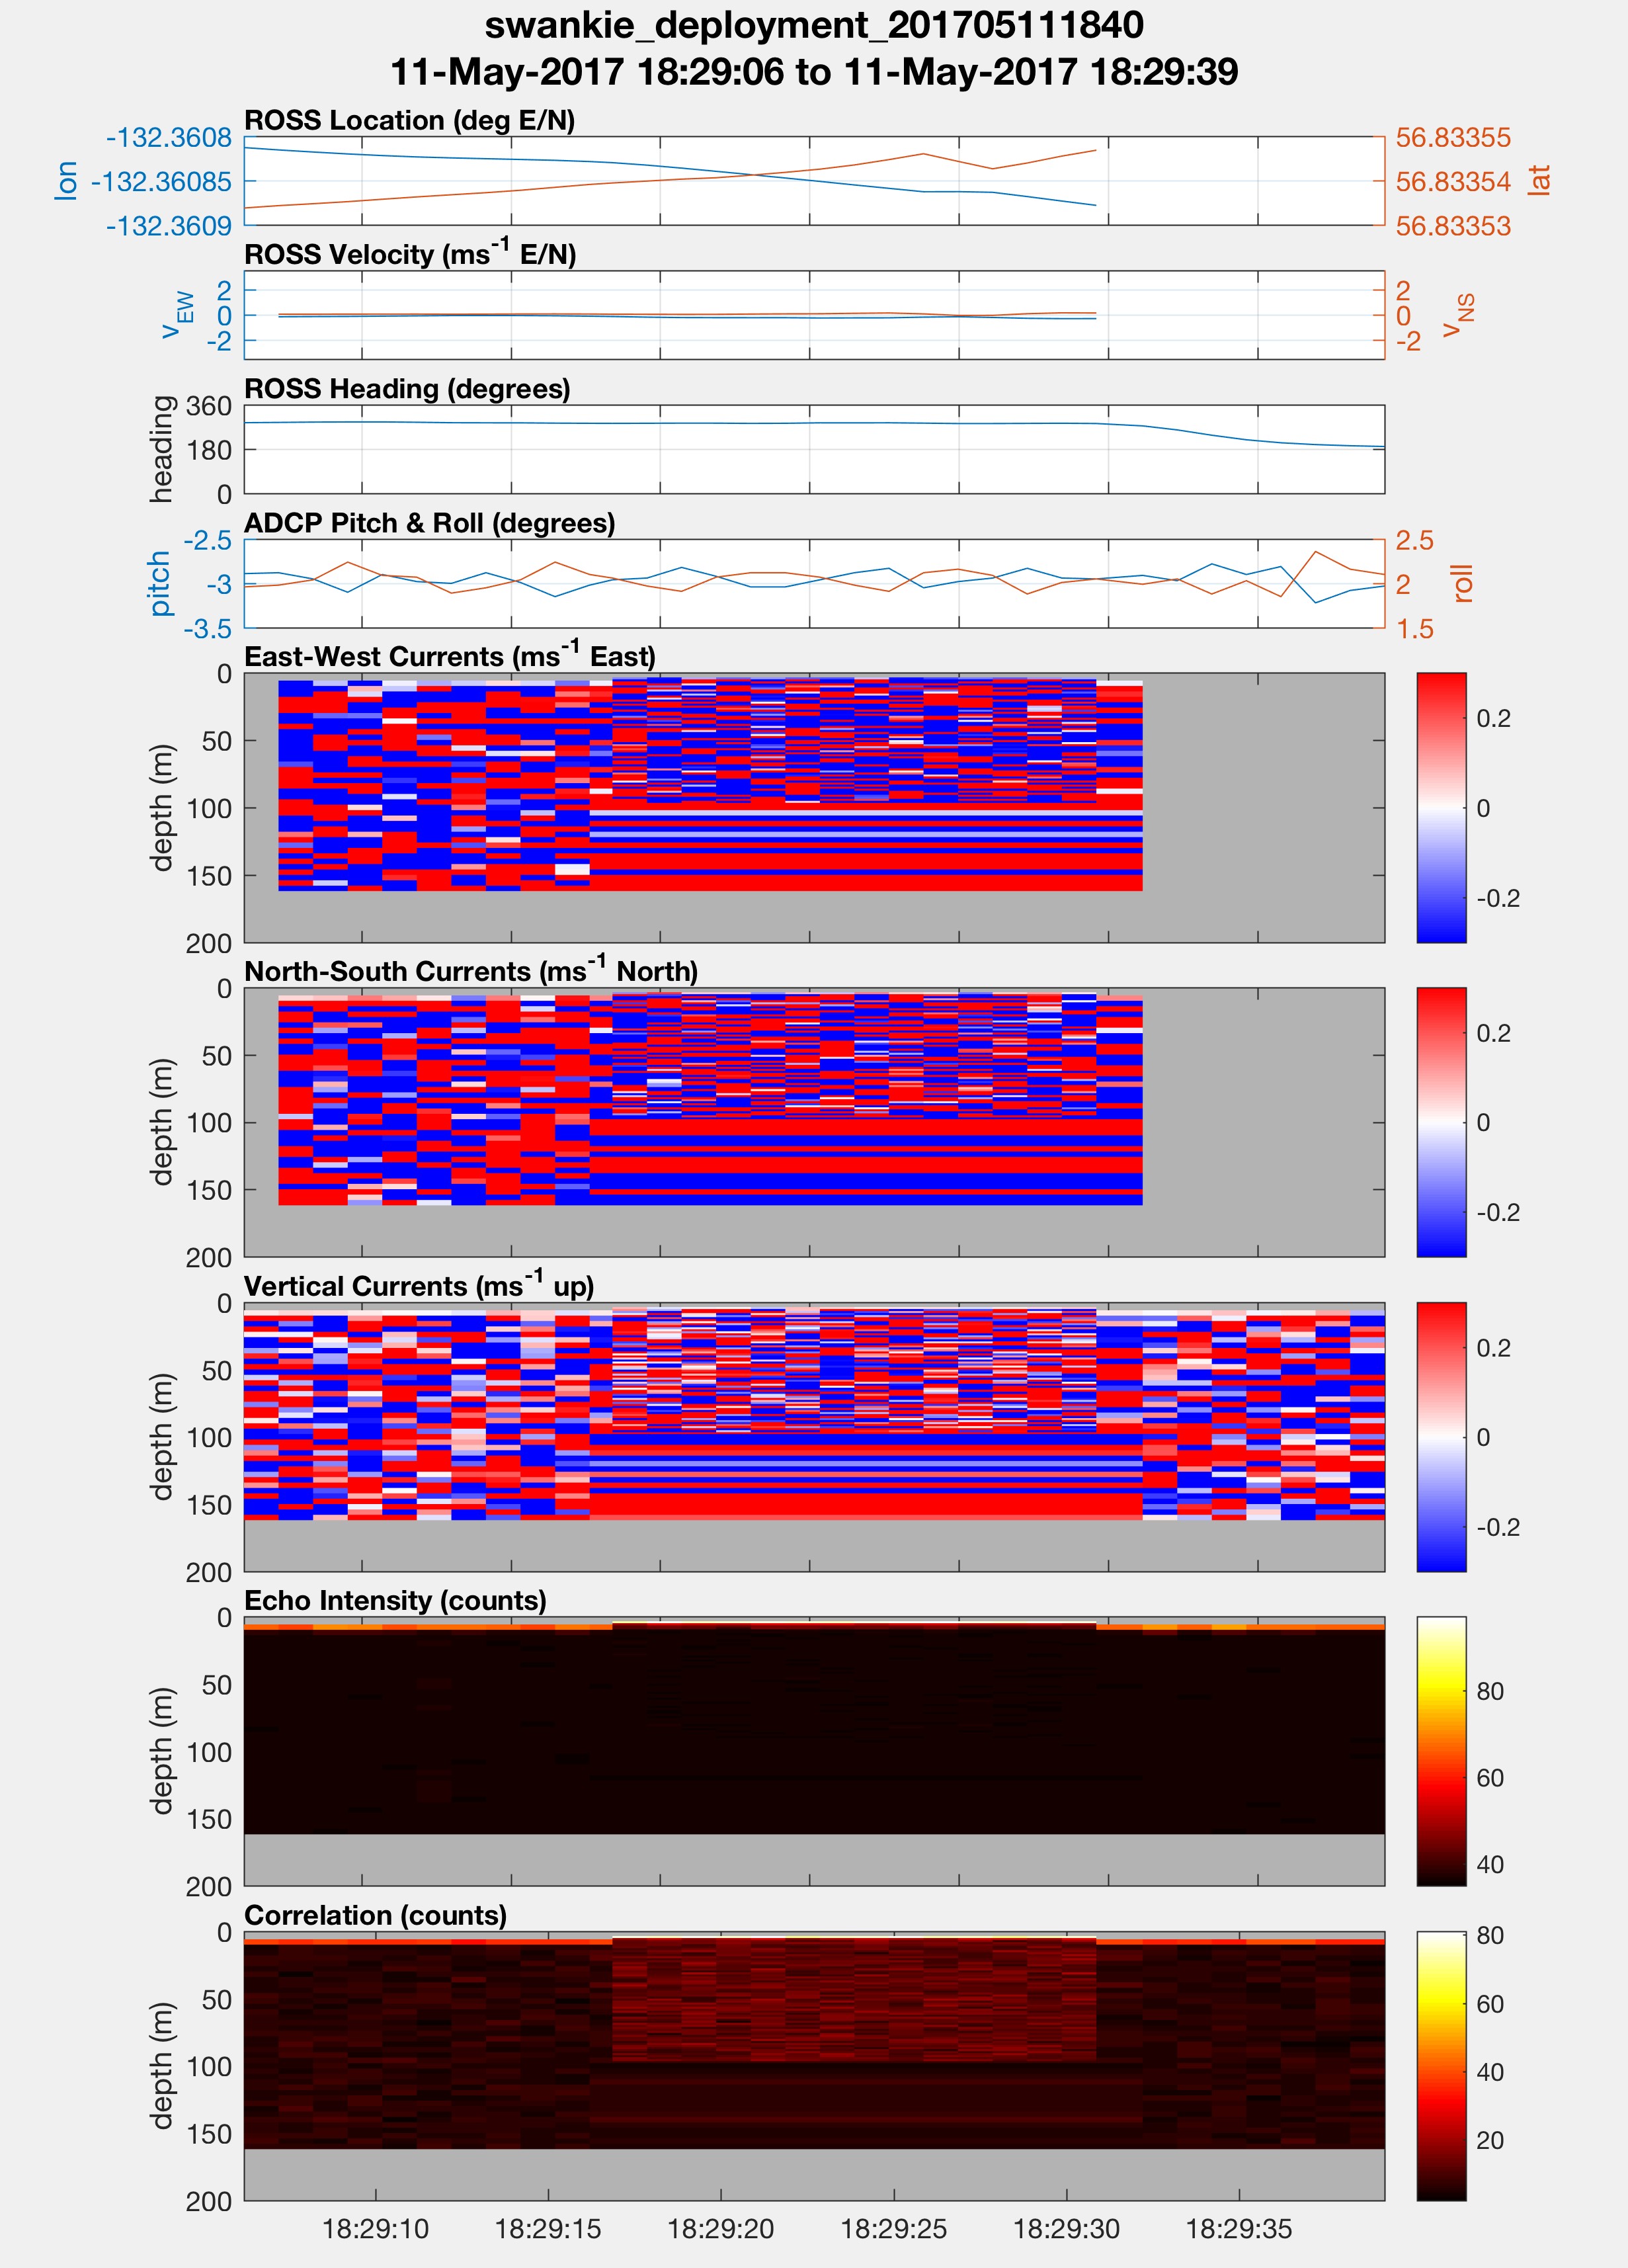 swankie_deployment_201705111840
11-May-2017 18:29:06 to 11-May-2017 18:29:39
ROSS Location (deg E/N)
-132.3608
-132.36085
-132.3609
lon
56.83355
56.83354
56.83353
lat
ROSS Velocity (ms-1 E/N)
2
0
-2
vEW
2
0
-2
vNS
ROSS Heading (degrees)
360
180
0
heading
ADCP Pitch & Roll (degrees)
-2.5
-3
-3.5
pitch
2.5
2
1.5
roll
East-West Currents (ms-1 East)
0
50
100
150
200
depth (m)
0.2
0
-0.2
North-South Currents (ms-1 North)
0
50
100
150
200
depth (m)
0.2
0
-0.2
Vertical Currents (ms-1 up)
0
50
100
150
200
depth (m)
0.2
0
-0.2
Echo Intensity (counts)
0
50
100
150
200
depth (m)
80
60
40
Correlation (counts)
0
50
100
150
200
depth (m)
80
60
40
20
18:29:10 18:29:15 18:29:20 18:29:25 18:29:30 18:29:35